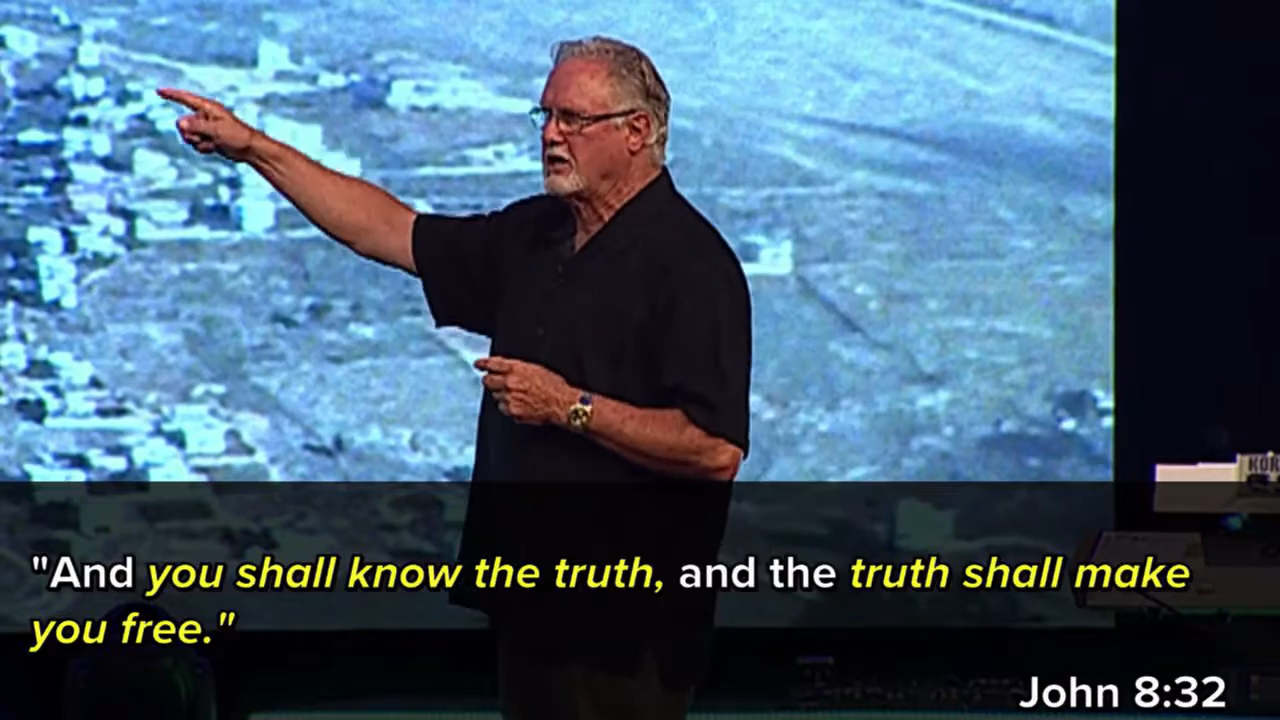 "And you shall know the truth, and the truth shall make
you free."
John 8:32